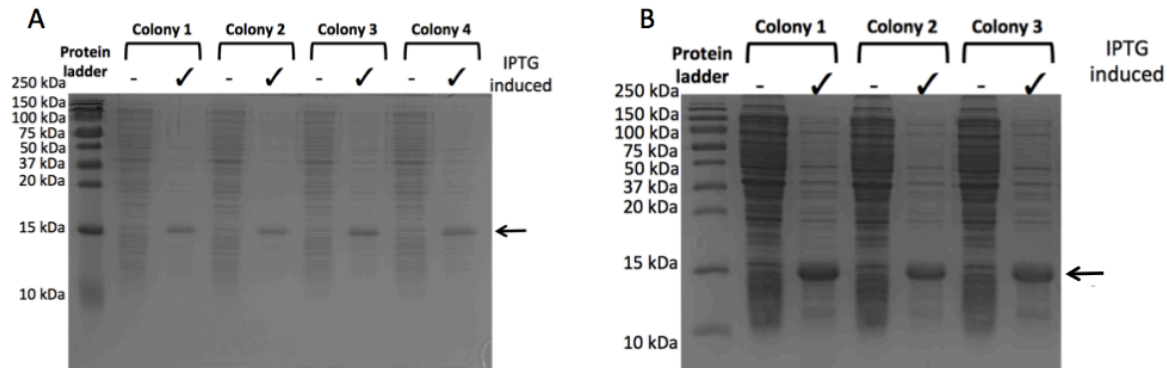 A
Colony 1 Colony 2 Colony 3 Colony 4
Protein
ladder
- ✓ - ✓ - ✓ - ✓
IPTG
induced
250 kDa
150 kDa
100 kDa
75 kDa
50 kDa
37 kDa
20 kDa
15 kDa
10 kDa
B
Colony 1 Colony 2 Colony 3
Protein
ladder
- ✓ - ✓ - ✓
IPTG
induced
250 kDa
150 kDa
100 kDa
75 kDa
50 kDa
37 kDa
20 kDa
15 kDa
10 kDa